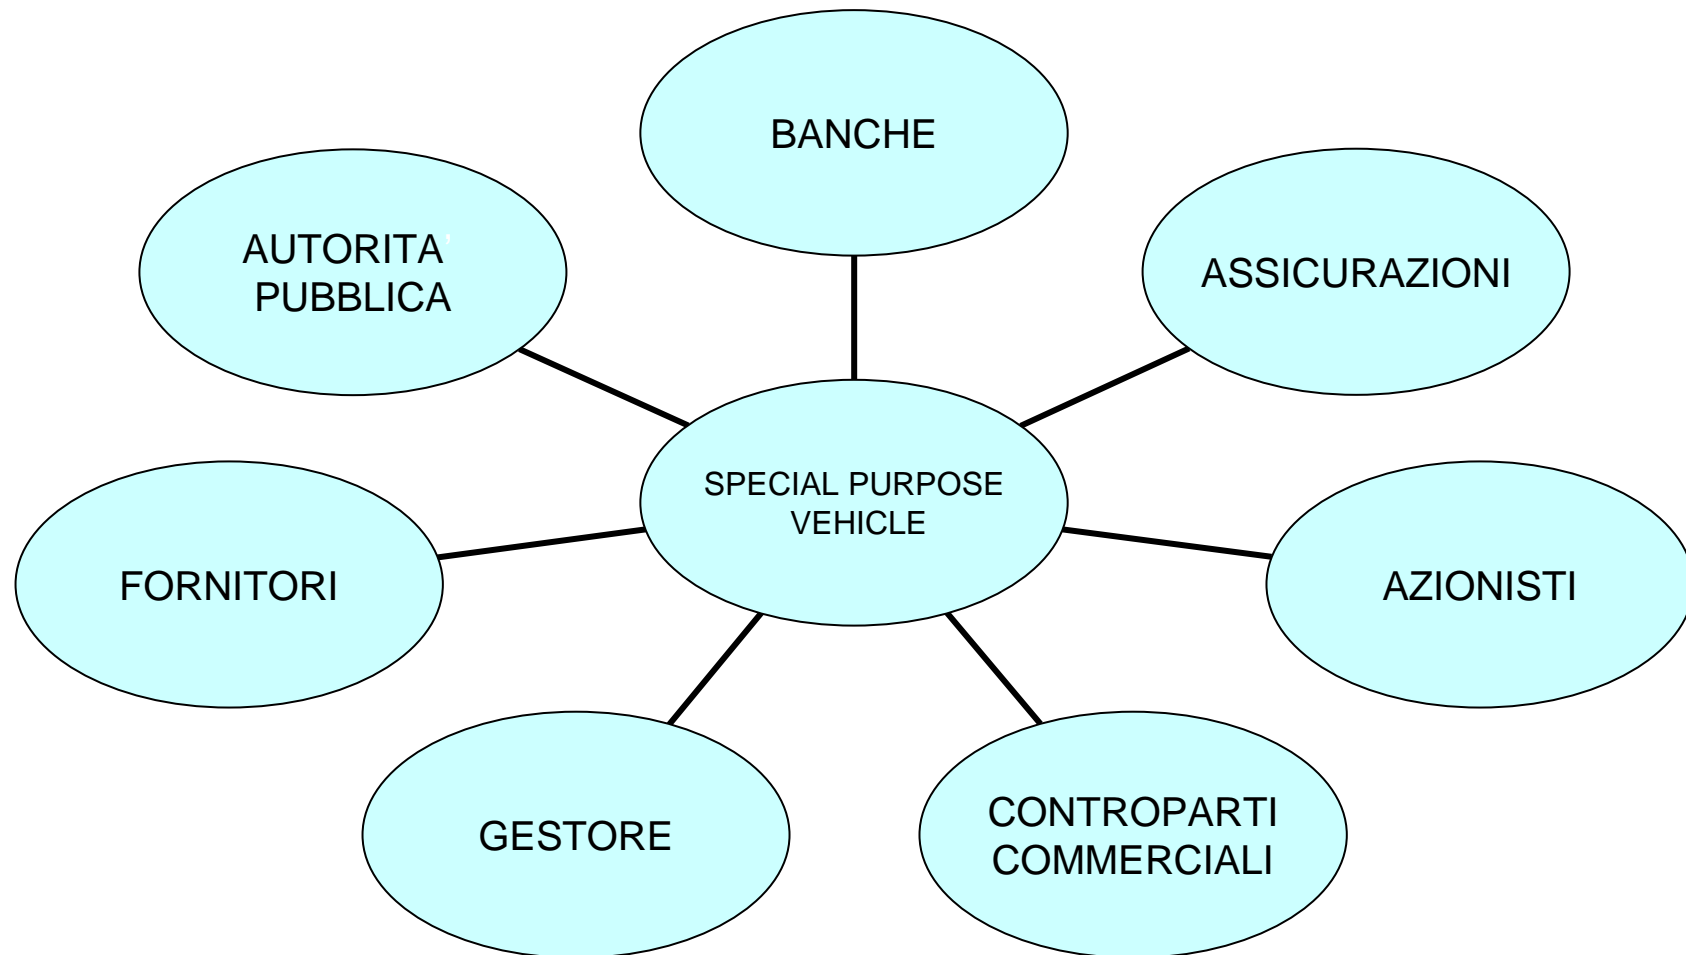 BANCHE
AUTORITA'
PUBBLICA
ASSICURAZIONI
SPECIAL PURPOSE
VEHICLE
FORNITORI
AZIONISTI
GESTORE
CONTROPARTI
COMMERCIALI